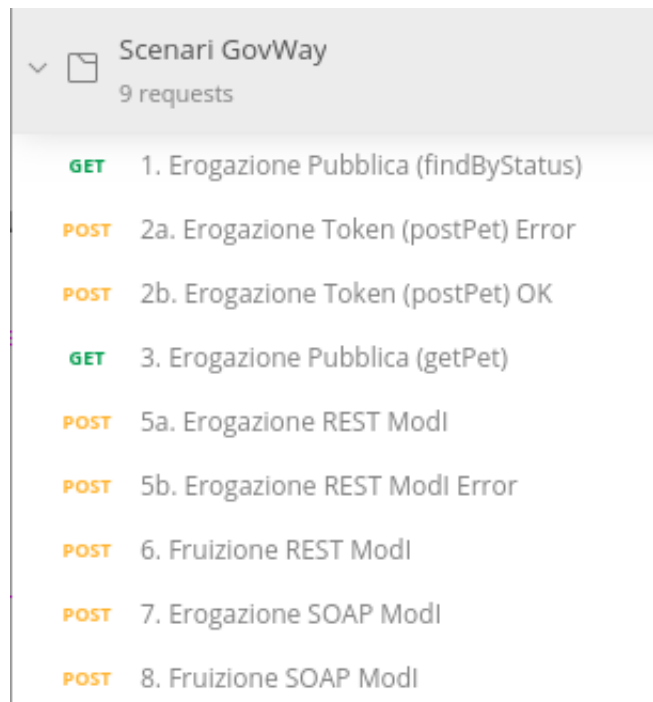 Scenari GovWay
9 requests
GET 1. Erogazione Pubblica (findByStatus)
POST 2a. Erogazione Token (postPet) Error
POST 2b. Erogazione Token (postPet) OK
GET 3. Erogazione Pubblica (getPet)
POST 5a. Erogazione REST ModI
POST 5b. Erogazione REST ModI Error
POST 6. Fruizione REST ModI
POST 7. Erogazione SOAP ModI
POST 8. Fruizione SOAP ModI